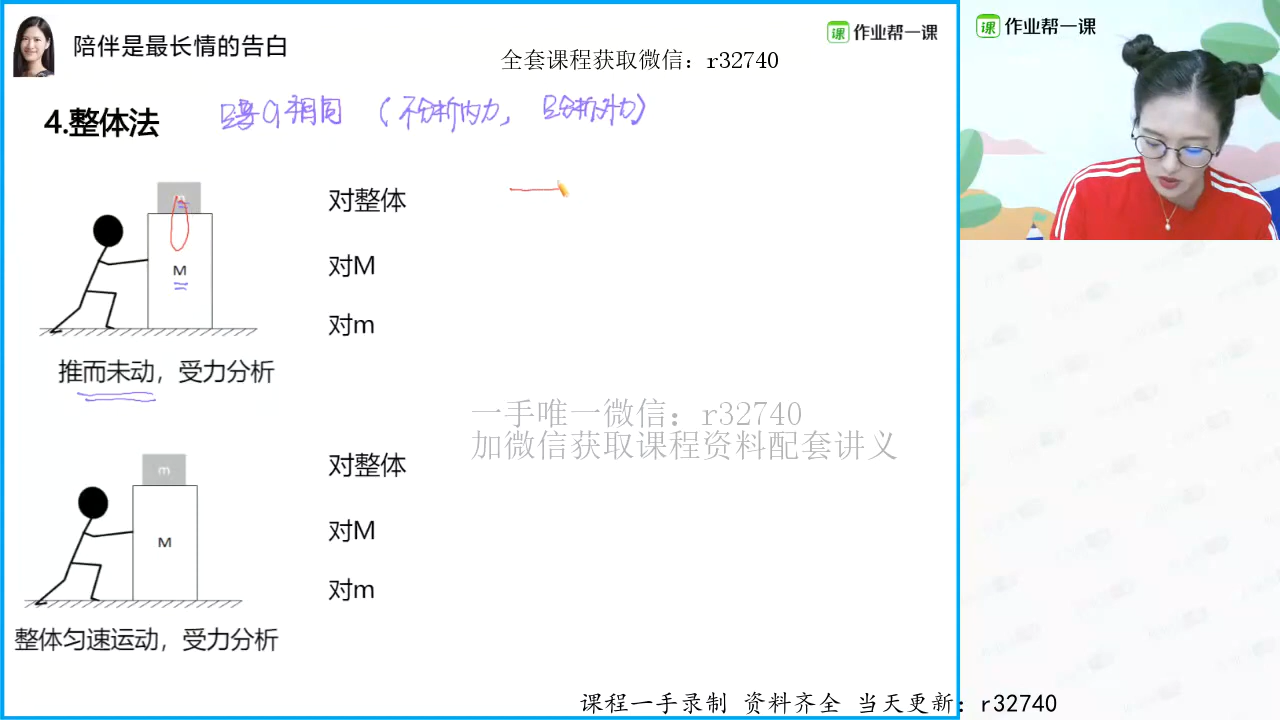 陪伴是最长情的告白
课 作业帮一课
课 作业帮一课
全套课程获取微信：r32740
4.整体法
a相同 (不分析内力, 只分析外力)
对整体
M
对M
对m
推而未动，受力分析
一手唯一微信：r32740
加微信获取课程资料配套讲义
m
对整体
M
对M
对m
整体匀速运动，受力分析
课程一手录制 资料齐全 当天更新：r32740